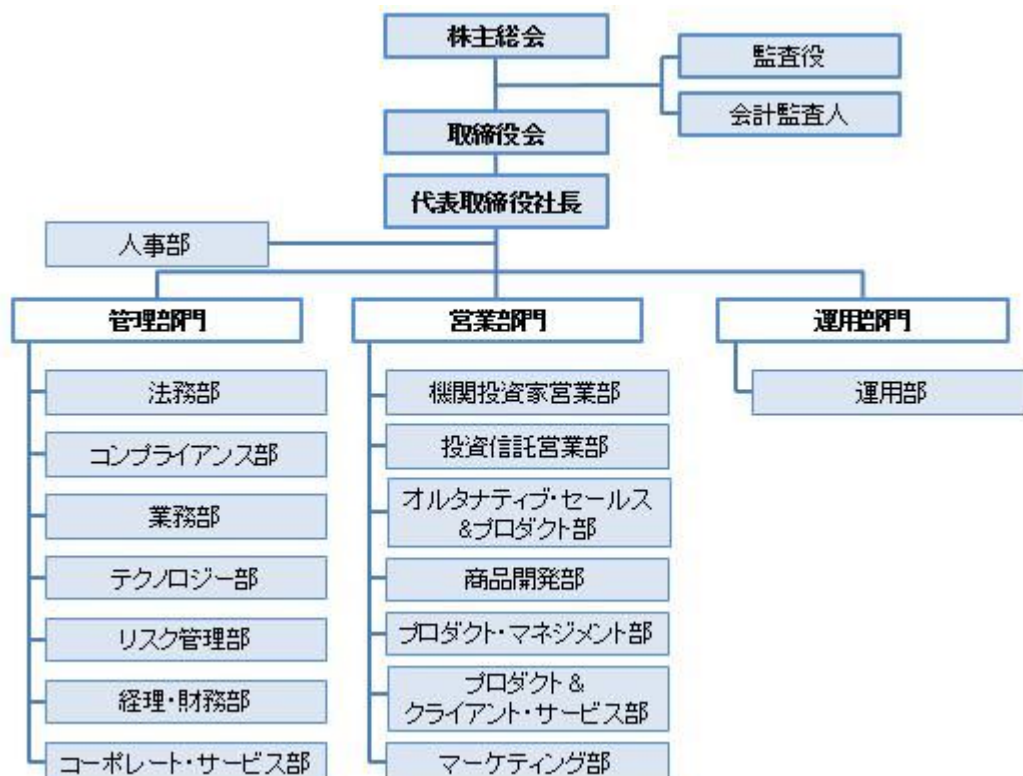 株主総会
監査役
会計監査人
取締役会
代表取締役社長
人事部
管理部門
営業部門
運用部門
法務部
コンプライアンス部
業務部
テクノロジー部
リスク管理部
経理・財務部
コーポレート・サービス部
機関投資家営業部
投資信託営業部
オルタナティブ・セールス
&プロダクト部
商品開発部
プロダクト・マネジメント部
プロダクト &
クライアント・サービス部
マーケティング部
運用部